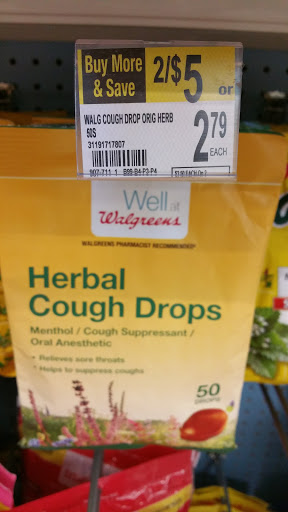 Buy More
& Save
2/$5 or
WALG COUGH DROP ORIG HERB
50S
31191717807
2.79
EACH
Well at
Walgreens
WALGREENS PHARMACIST RECOMMENDED
Herbal
Cough Drops
Menthol / Cough Suppressant /
Oral Anesthetic
• Relieves sore throats
• Helps to suppress coughs
50
DROPS